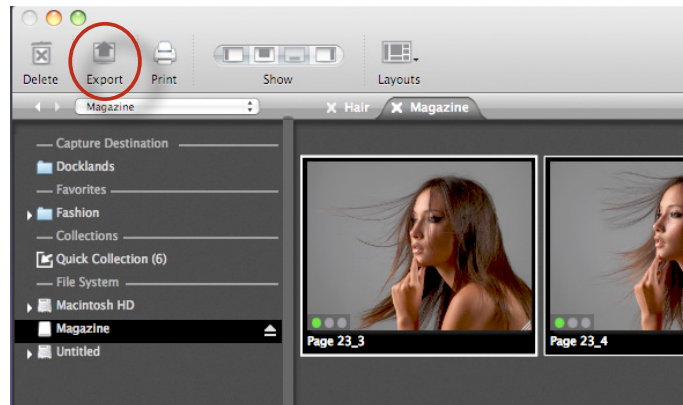 Delete Export Print Show Layouts
Magazine
X Hair X Magazine
Capture Destination
Docklands
Favorites
Fashion
Collections
Quick Collection (6)
File System
Macintosh HD
Magazine
Untitled
Page 23_3
Page 23_4